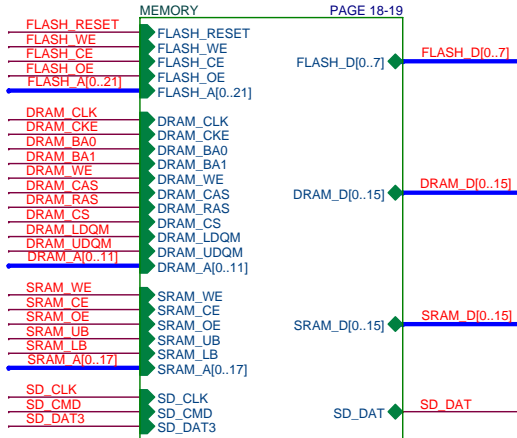 MEMORY PAGE 18-19
FLASH_RESET FLASH_RESET
FLASH_WE FLASH_WE
FLASH_CE FLASH_CE FLASH_D[0..7] FLASH_D[0..7]
FLASH_OE FLASH_OE
FLASH_A[0..21] FLASH_A[0..21]
DRAM_CLK DRAM_CLK
DRAM_CKE DRAM_CKE
DRAM_BA0 DRAM_BA0
DRAM_BA1 DRAM_BA1
DRAM_WE DRAM_WE
DRAM_CAS DRAM_CAS DRAM_D[0..15] DRAM_D[0..15]
DRAM_RAS DRAM_RAS
DRAM_CS DRAM_CS
DRAM_LDQM DRAM_LDQM
DRAM_UDQM DRAM_UDQM
DRAM_A[0..11] DRAM_A[0..11]
SRAM_WE SRAM_WE
SRAM_CE SRAM_CE
SRAM_OE SRAM_OE SRAM_D[0..15] SRAM_D[0..15]
SRAM_UB SRAM_UB
SRAM_LB SRAM_LB
SRAM_A[0..17] SRAM_A[0..17]
SD_CLK SD_CLK
SD_CMD SD_CMD SD_DAT SD_DAT
SD_DAT3 SD_DAT3